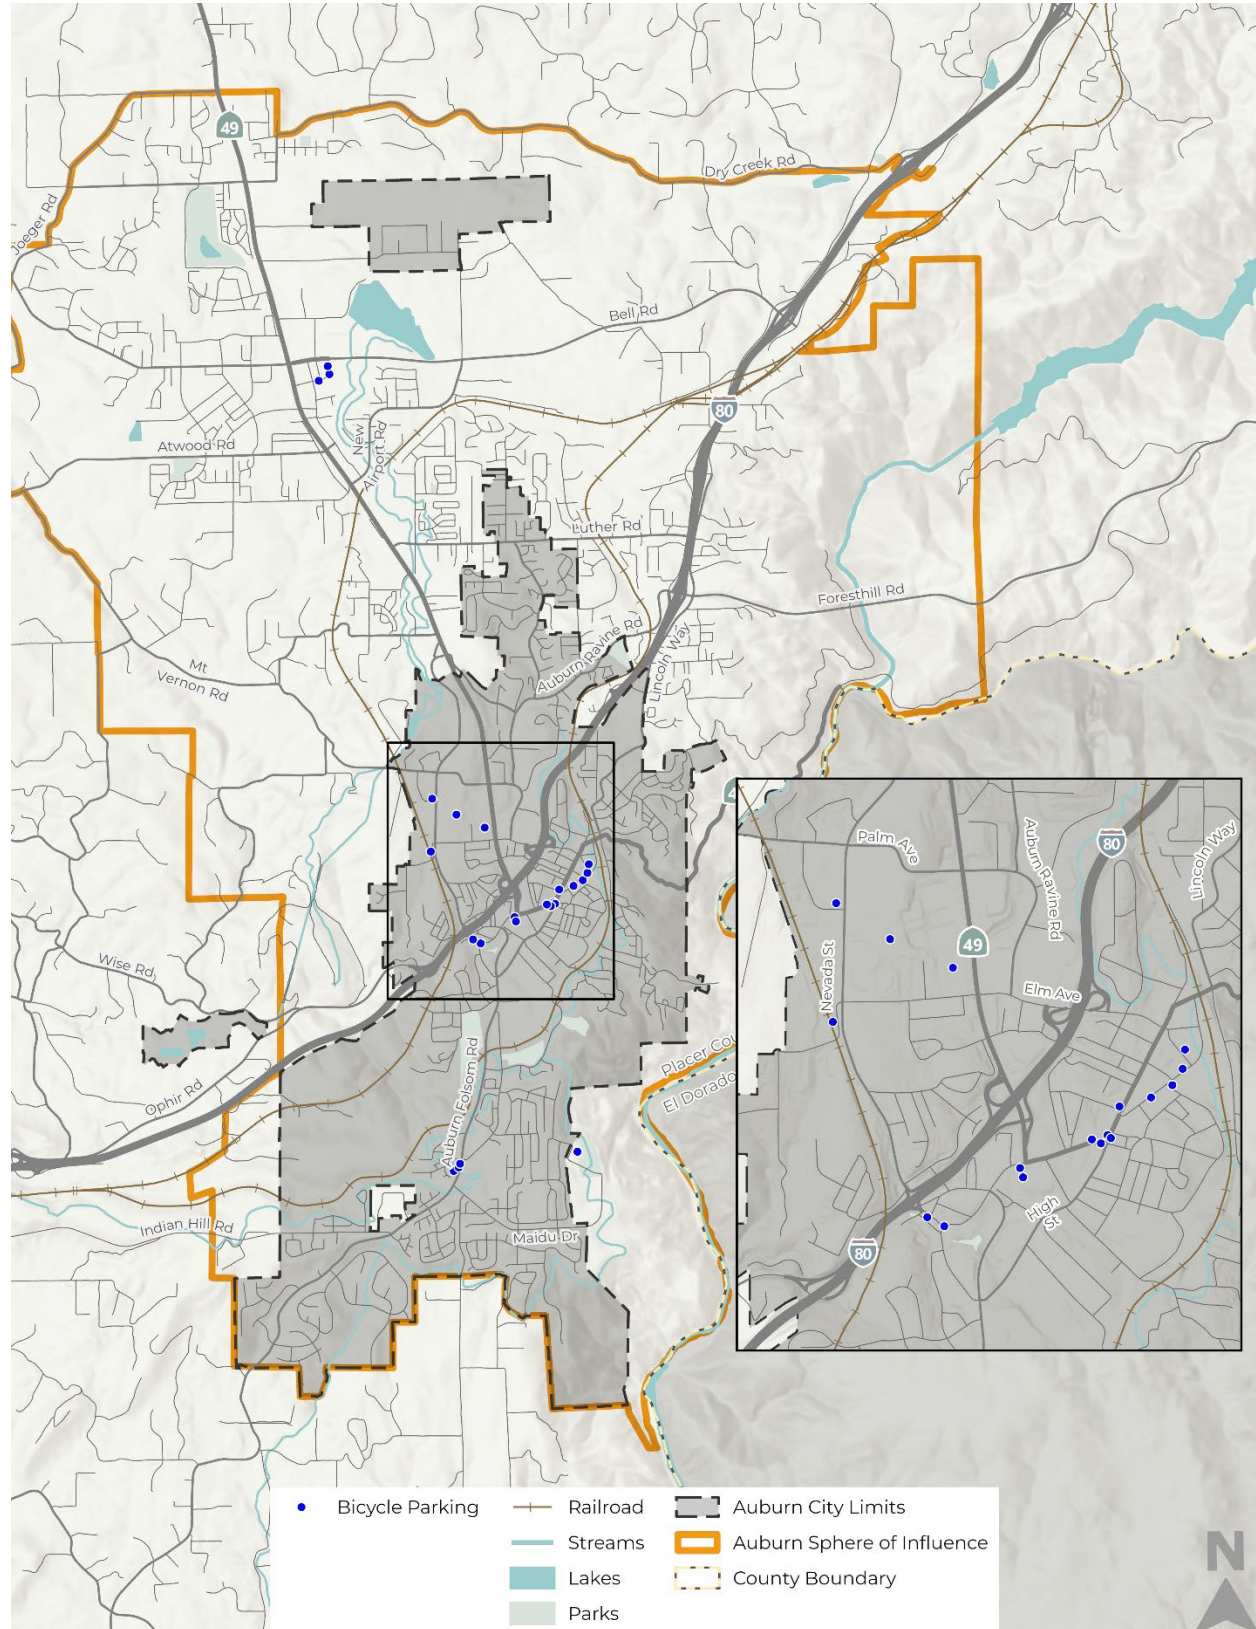 49
Dry Creek Rd
Joeger Rd
Bell Rd
80
New
Airport Rd
Atwood Rd
Luther Rd
Foresthill Rd
Auburn Ravine Rd
Lincoln Way
Mt
Vernon Rd
4
Palm Ave
Auburn Ravine Rd
80
Lincoln Way
Nevada St
49
Elm Ave
High
St
80
Wise Rd
Ophir Rd
Placer Cou
El Dorado
Auburn Folsom Rd
Indian Hill Rd
Maidu Dr
Bicycle Parking
Railroad
Streams
Lakes
Parks
Auburn City Limits
Auburn Sphere of Influence
County Boundary
N